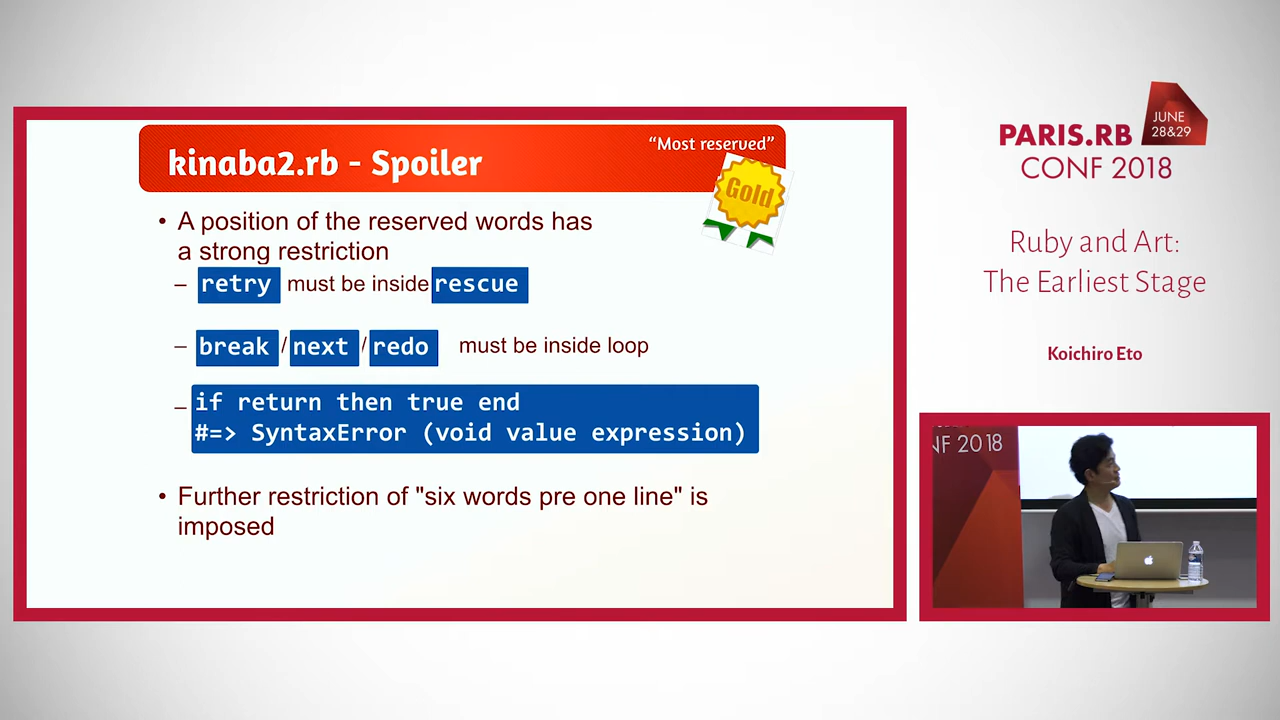 kinaba2.rb - Spoiler
“Most reserved”
Gold
• A position of the reserved words has
a strong restriction
– retry must be inside rescue
– break / next / redo must be inside loop
– if return then true end
#=> SyntaxError (void value expression)
• Further restriction of "six words pre one line" is
imposed
PARIS.RB
CONF 2018
JUNE
28&29
Ruby and Art:
The Earliest Stage
Koichiro Eto
NF 2018